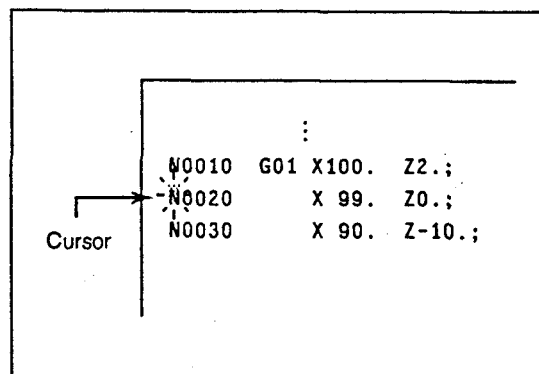 ⋮
N0010 G01 X100. Z2.;
N0020 X 99. Z0.;
N0030 X 90. Z-10.;
Cursor